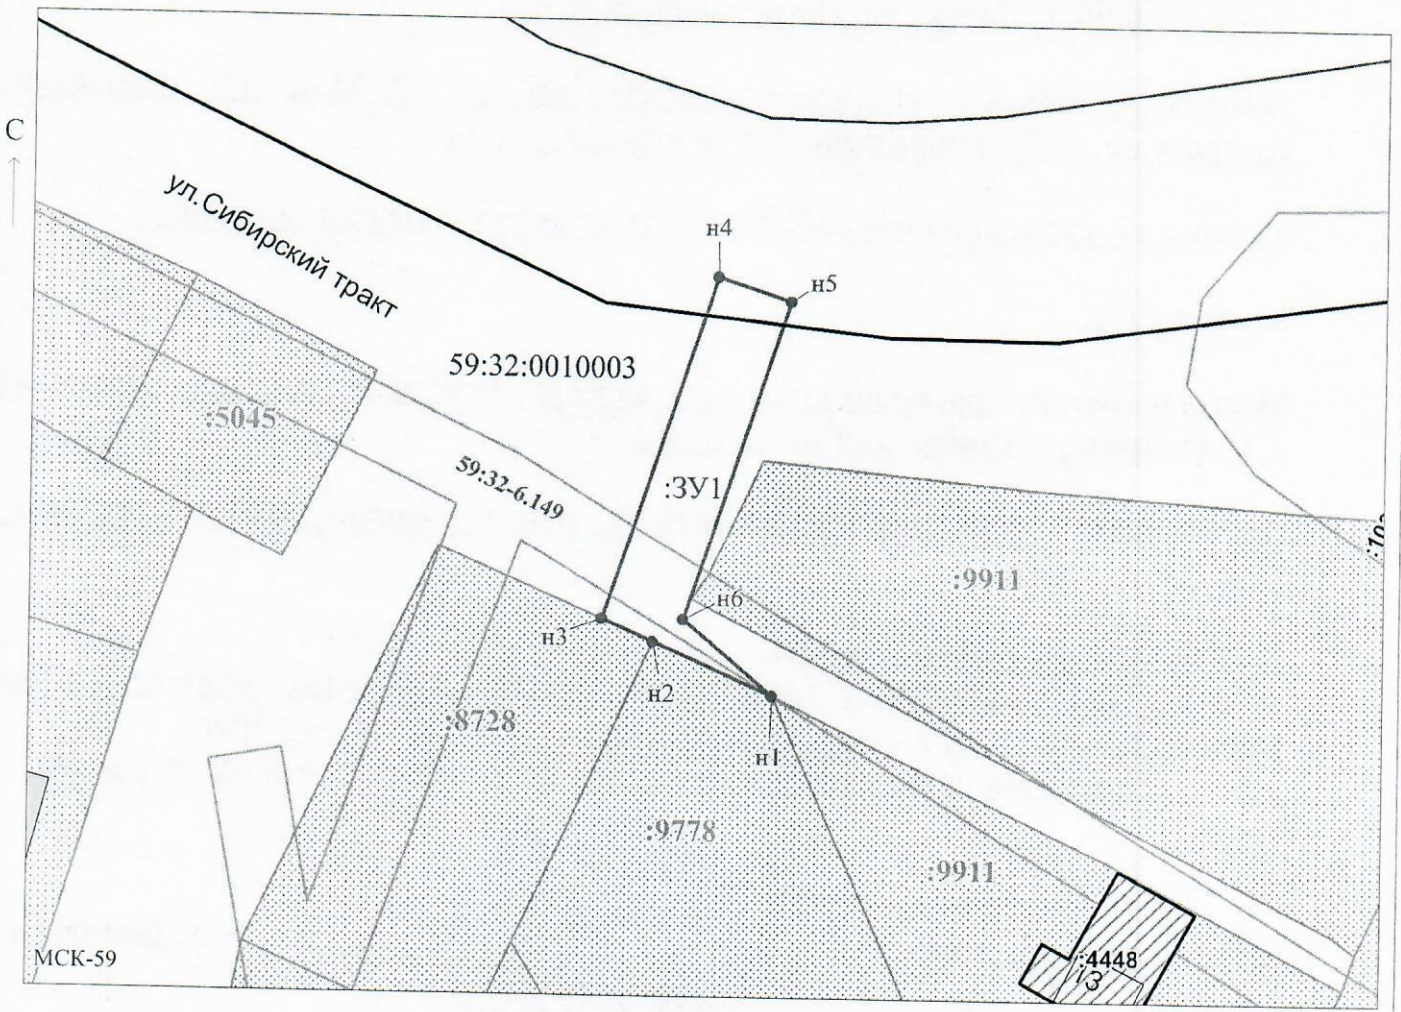 С
ул.Сибирский тракт
н4
н5
59:32:0010003
:5045
59:32-6.149
:ЗУ1
:9911
н3
н6
н2
:8728
н1
:9778
:9911
МСК-59
:4448